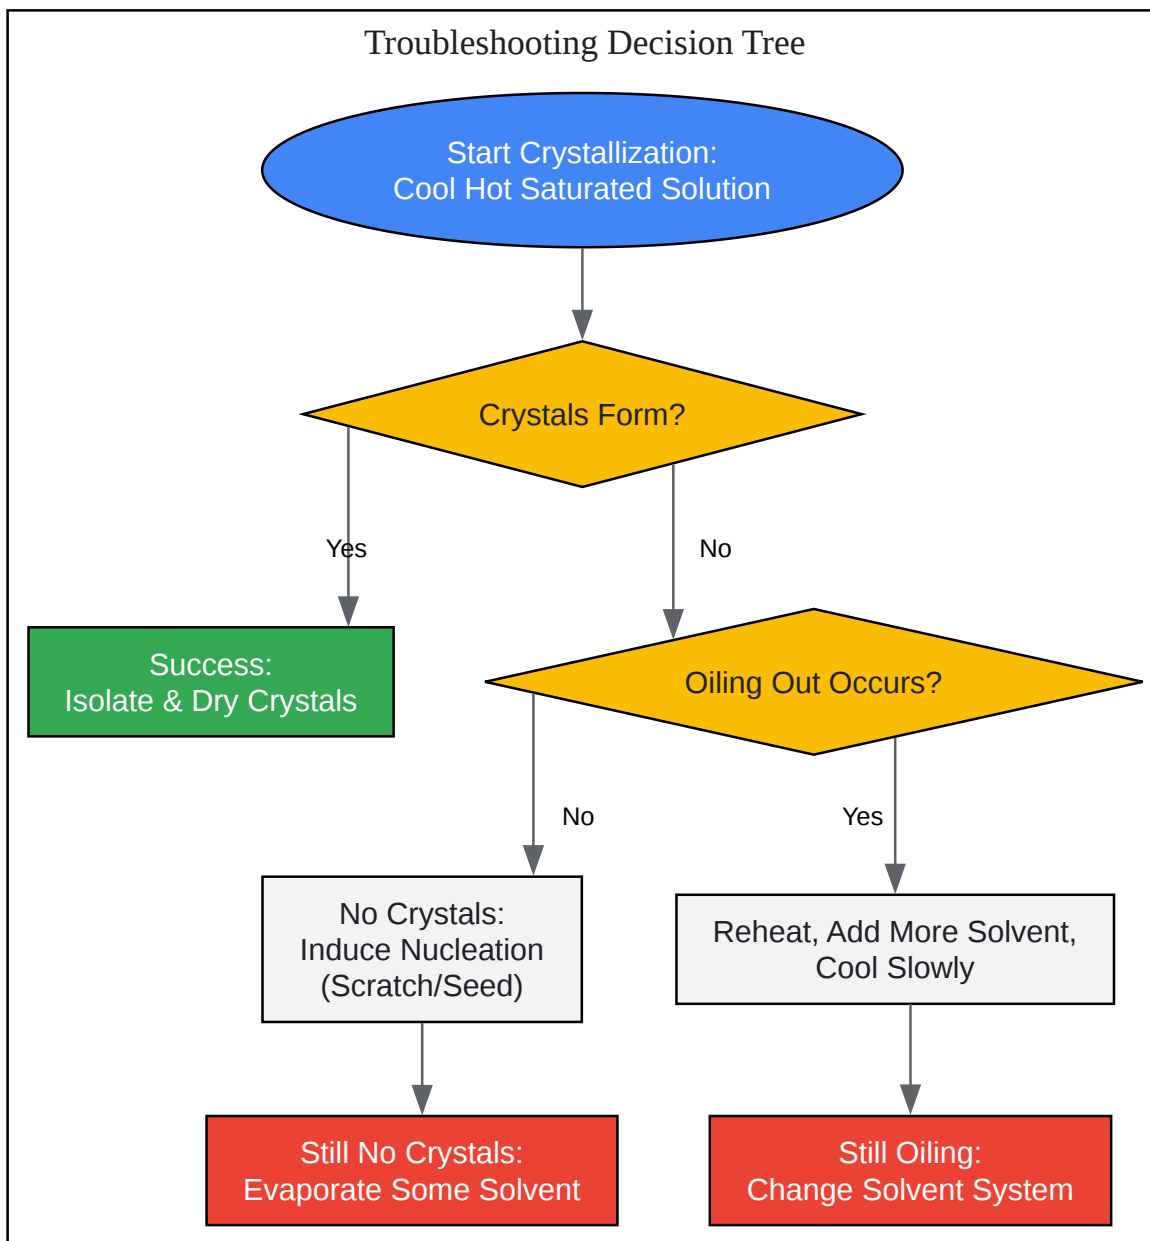 Troubleshooting Decision Tree
Start Crystallization:
Cool Hot Saturated Solution
Crystals Form?
Yes
No
Success:
Isolate & Dry Crystals
Oiling Out Occurs?
No
Yes
No Crystals:
Induce Nucleation
(Scratch/Seed)
Reheat, Add More Solvent,
Cool Slowly
Still No Crystals:
Evaporate Some Solvent
Still Oiling:
Change Solvent System